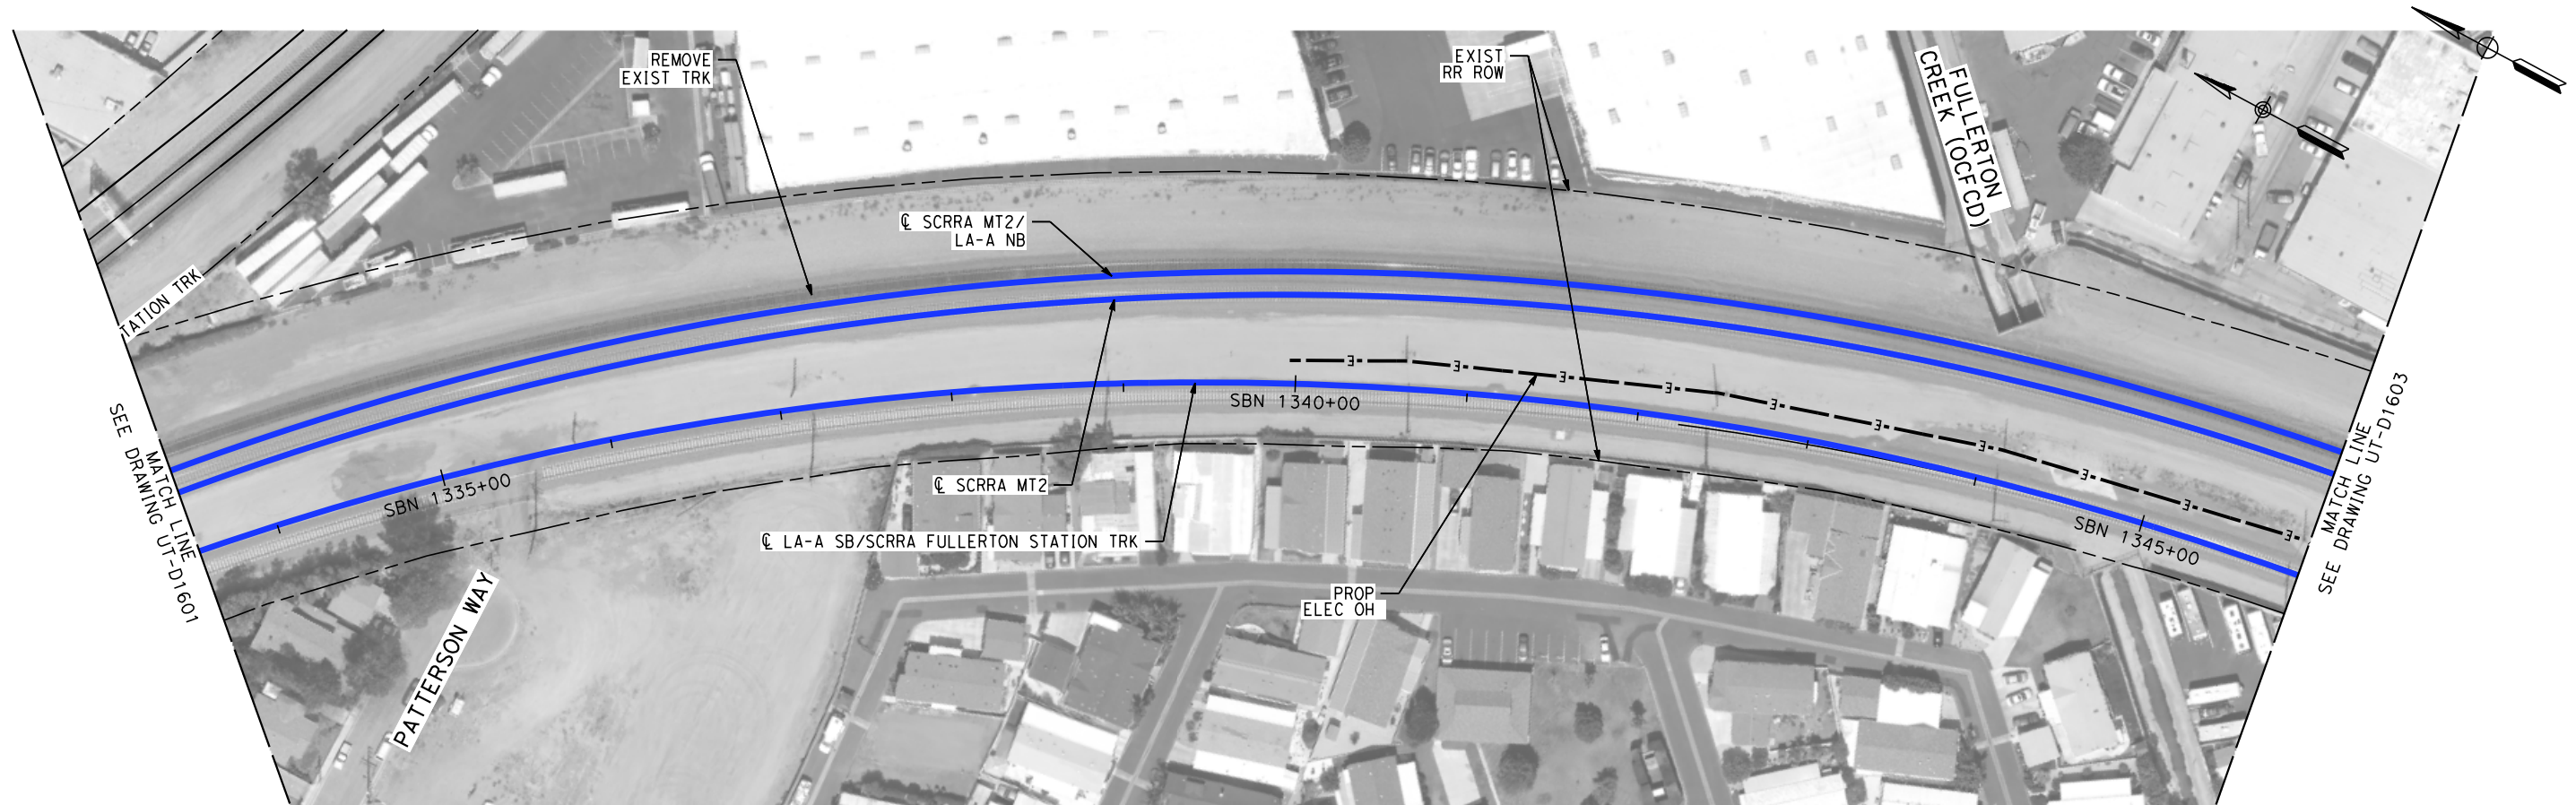 REMOVE
EXIST TRK
EXIST
RR ROW
FULLERTON
CREEK (OCFCD)
℄ SCRRA MT2/
LA-A NB
TATION TRK
E E E E E E E E E E
SBN 1340+00
SEE DRAWING UT-D1601
MATCH LINE
SBN 1335+00
℄ SCRRA MT2
℄ LA-A SB/SCRRA FULLERTON STATION TRK
MATCH LINE
SEE DRAWING UT-D1603
SBN 1345+00
PROP
ELEC OH
PATTERSON WAY